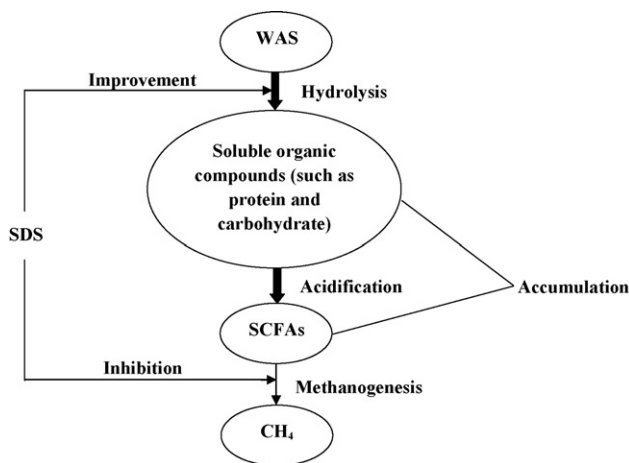 WAS
Improvement
Hydrolysis
Soluble organic
compounds (such as
protein and
carbohydrate)
SDS
Acidification
Accumulation
SCFAs
Inhibition
Methanogenesis
CH₄